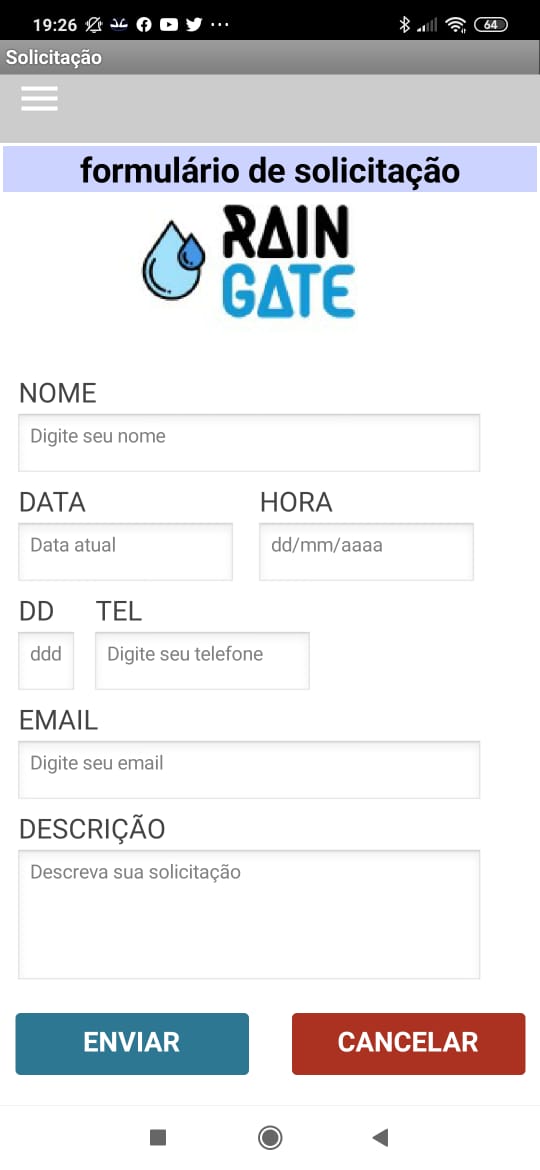 19:26 64
Solicitação
formulário de solicitação
RAIN
GATE
NOME
Digite seu nome
DATA HORA
Data atual dd/mm/aaaa
DD TEL
ddd Digite seu telefone
EMAIL
Digite seu email
DESCRIÇÃO
Descreva sua solicitação
ENVIAR CANCELAR